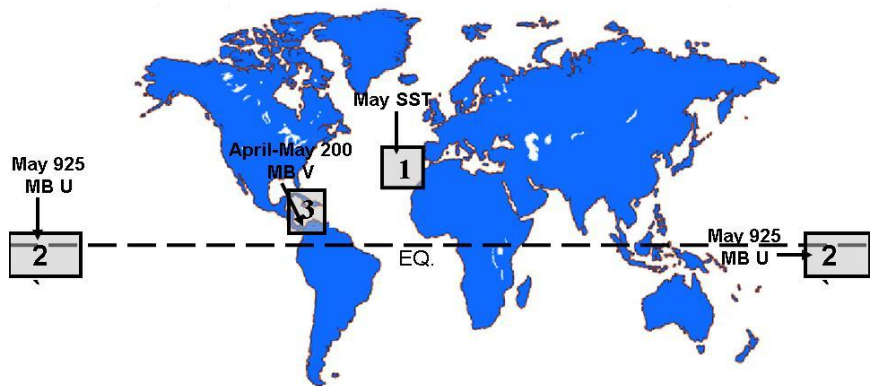 May SST
1
April-May 200
MB V
3
May 925
MB U
2
EQ.
May 925
MB U
2